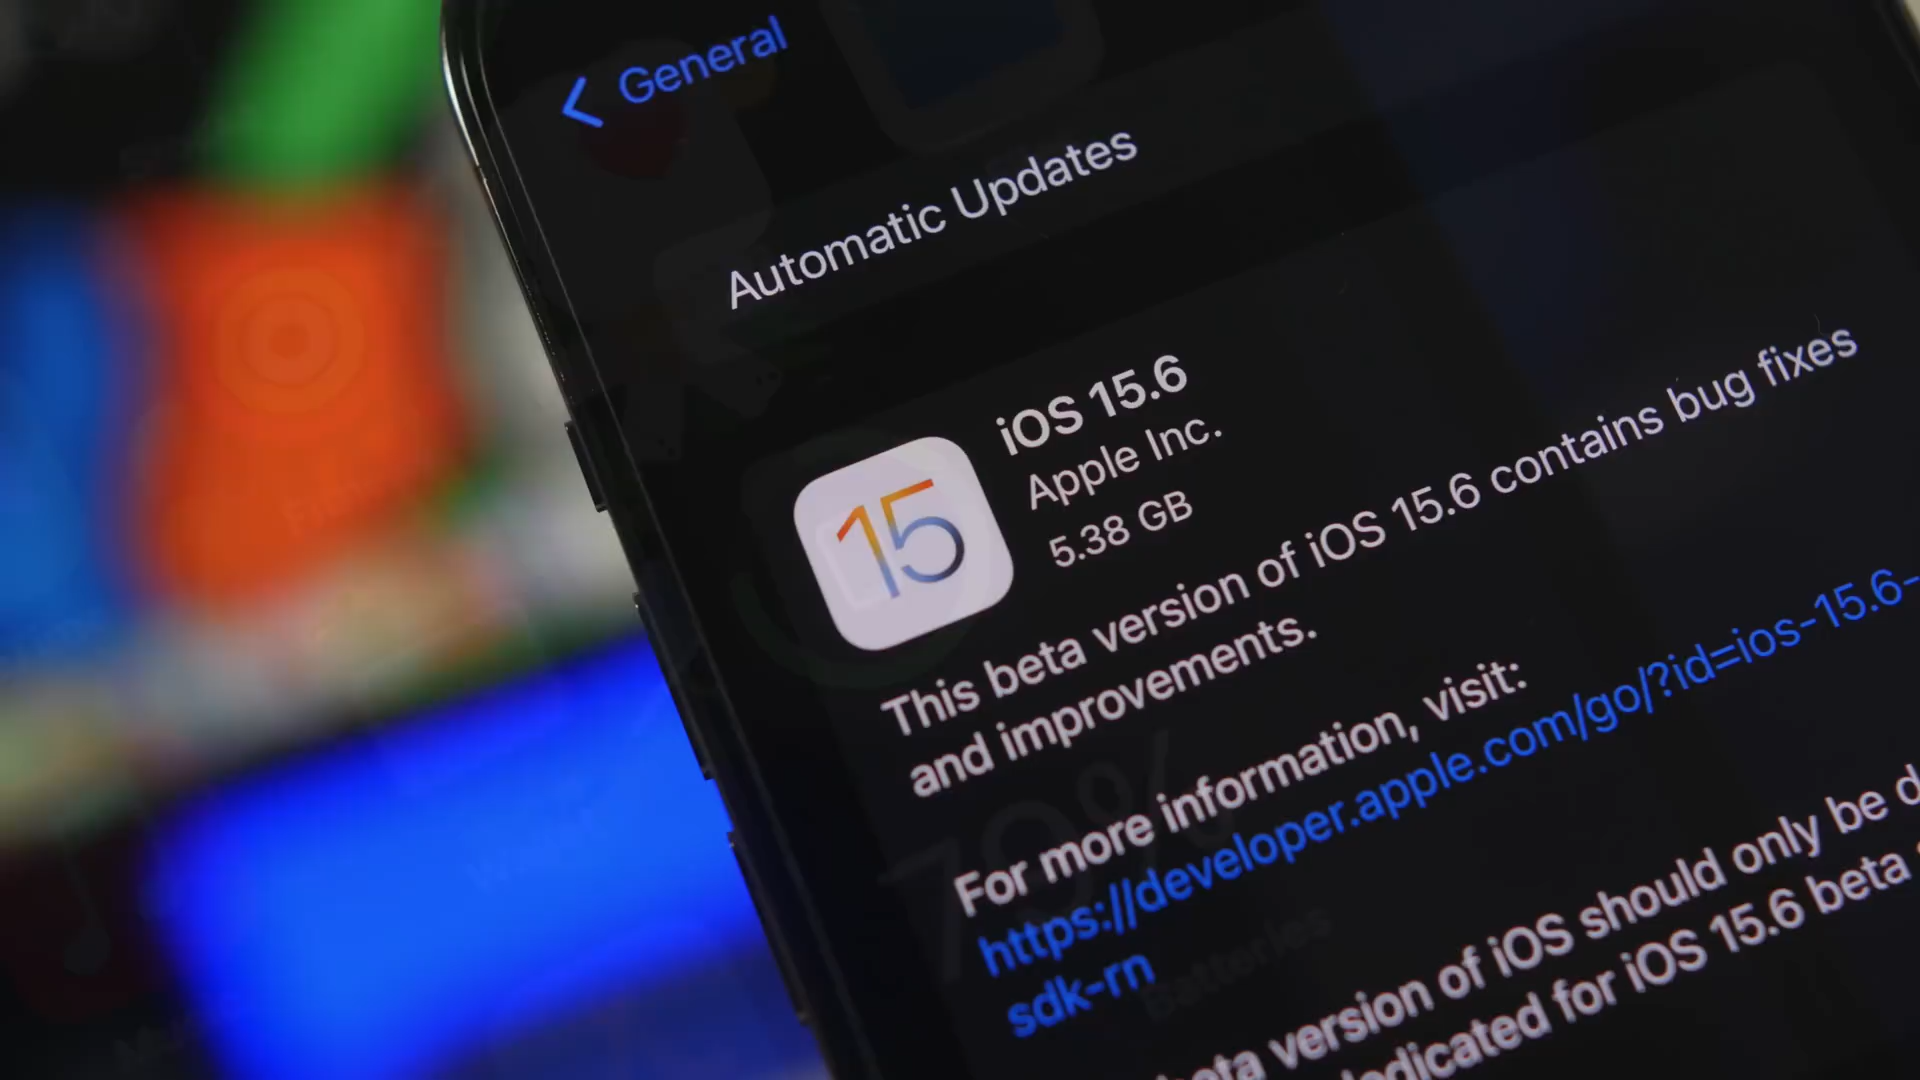 General
Automatic Updates
iOS 15.6
Apple Inc.
5.38 GB
15
This beta version of iOS 15.6 contains bug fixes
and improvements.
For more information, visit:
https://developer.apple.com/go/?id=ios-15.6-
sdk-rn
version of iOS should only be
for iOS 15.6 beta
79%
Batteries